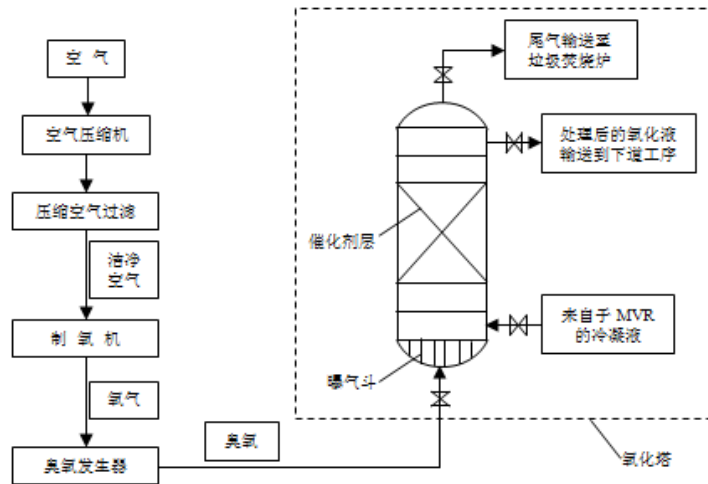 空 气
空气压缩机
压缩空气过滤
洁净
空气
制 氧 机
氧气
臭氧发生器
臭氧
尾气输送至
垃圾焚烧炉
处理后的氧化液
输送到下道工序
催化剂层
来自于 MVR
的冷凝液
曝气斗
氧化塔